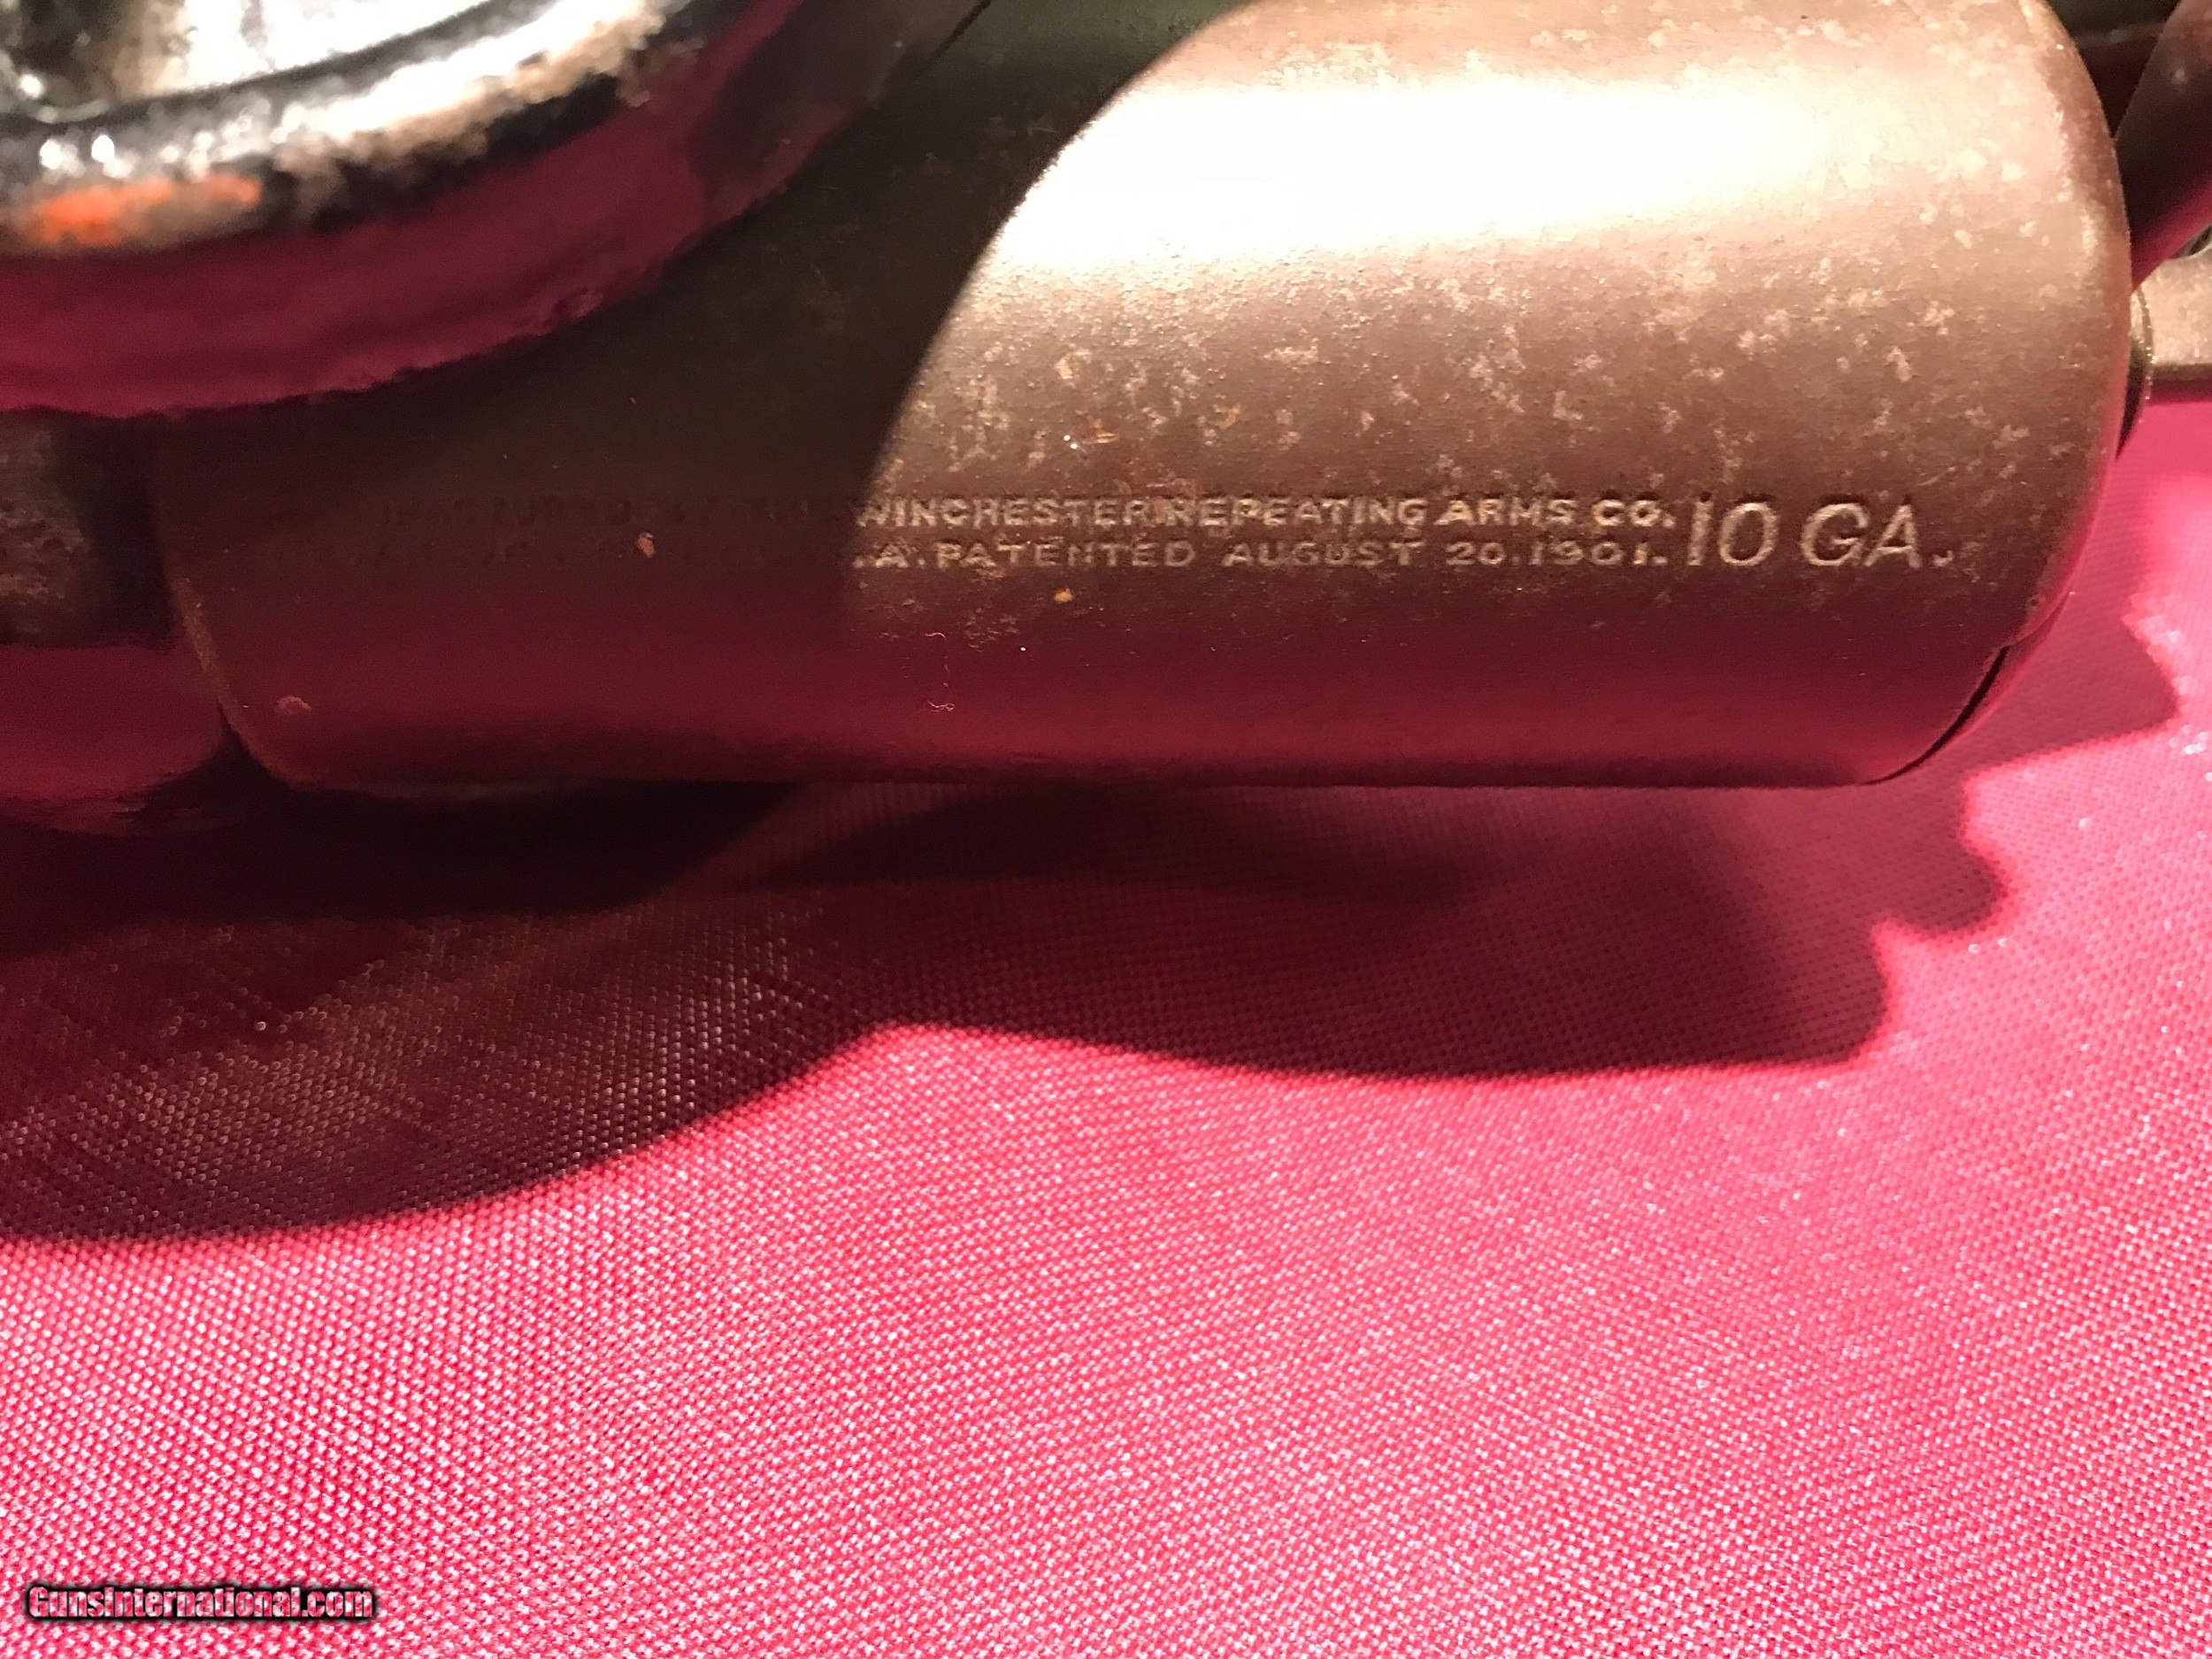 WINCHESTER REPEATING ARMS CO. 10 GA.
.A. PATENTED AUGUST 20. 1901.
GunsInternational.com